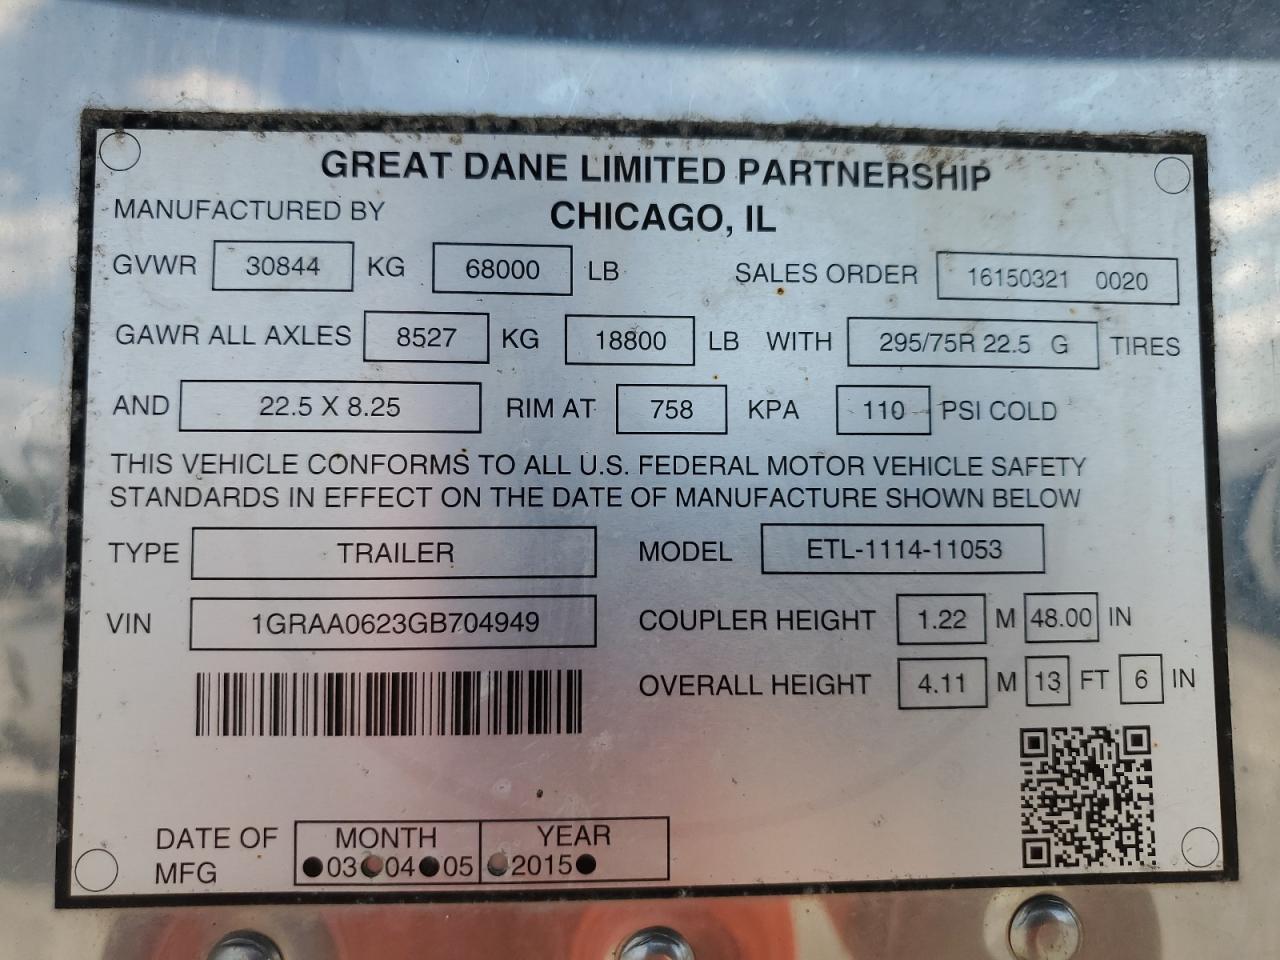 GREAT DANE LIMITED PARTNERSHIP
MANUFACTURED BY CHICAGO, IL
GVWR 30844 KG 68000 LB SALES ORDER 16150321 0020
GAWR ALL AXLES 8527 KG 18800 LB WITH 295/75R 22.5 G TIRES
AND 22.5 X 8.25 RIM AT 758 KPA 110 PSI COLD
THIS VEHICLE CONFORMS TO ALL U.S. FEDERAL MOTOR VEHICLE SAFETY
STANDARDS IN EFFECT ON THE DATE OF MANUFACTURE SHOWN BELOW
TYPE TRAILER MODEL ETL-1114-11053
VIN 1GRAA0623GB704949 COUPLER HEIGHT 1.22 M 48.00 IN
OVERALL HEIGHT 4.11 M 13 FT 6 IN
DATE OF MONTH YEAR
MFG ●03●04●05 ●2015●